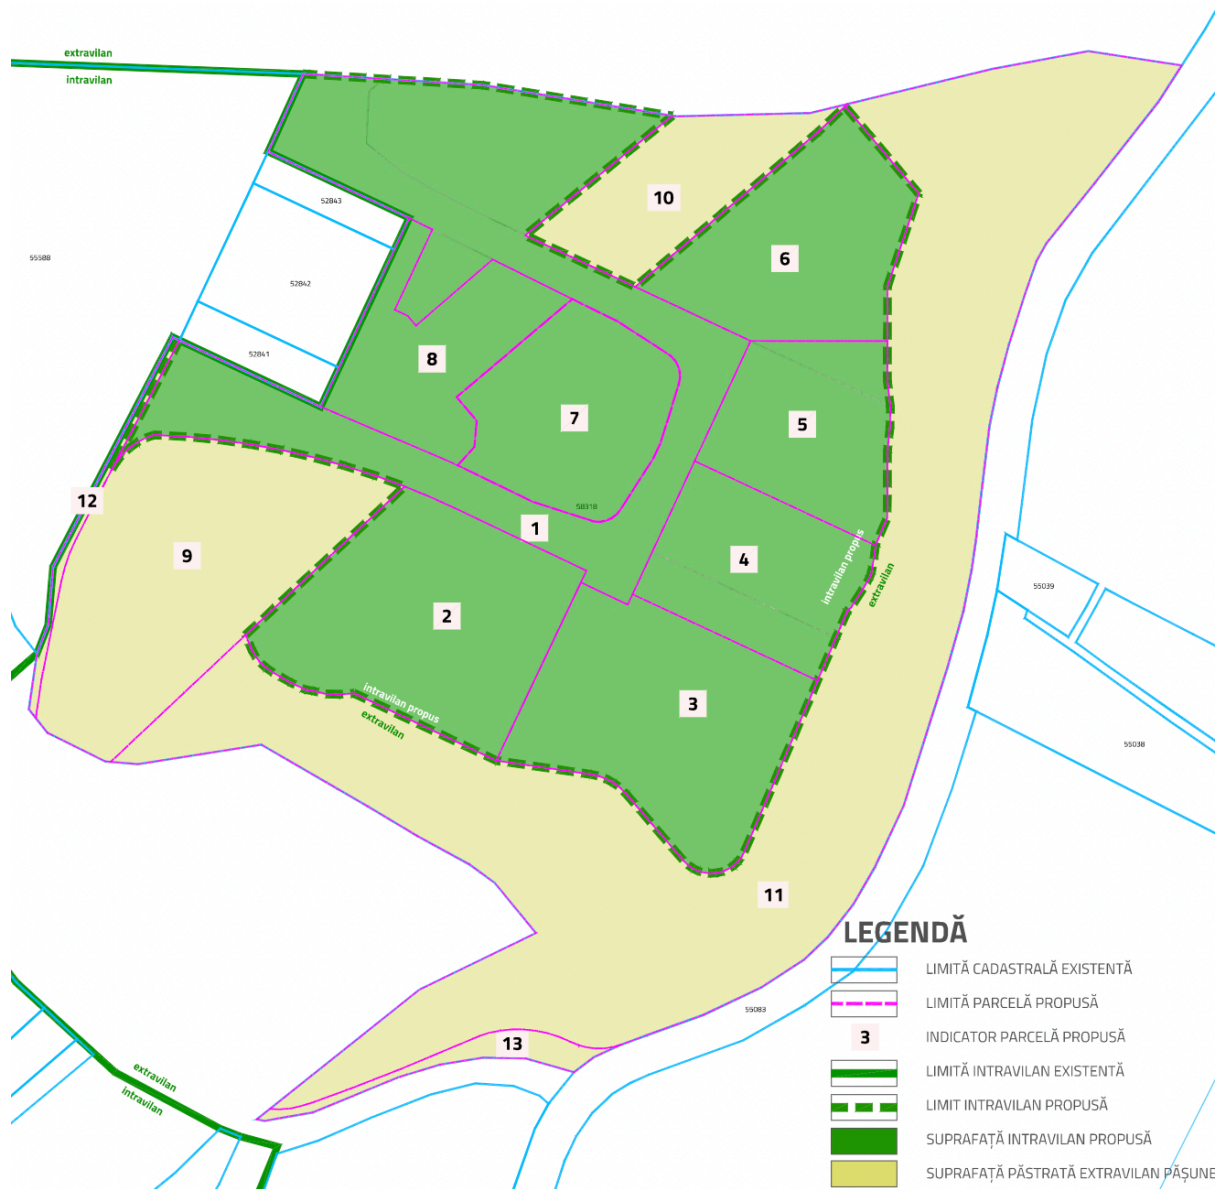 extravilan
intravilan
52843
10
6
55588
52842
52841
8
7
5
12
58318
1
9
4
intravilan propus
extravilan
55039
2
3
intravilan propus
extravilan
55038
11
LEGENDĂ
LIMITĂ CADASTRALĂ EXISTENTĂ
LIMITĂ PARCELĂ PROPUSĂ
55083
13
3 INDICATOR PARCELĂ PROPUSĂ
LIMITĂ INTRAVILAN EXISTENTĂ
extravilan
intravilan
LIMIT INTRAVILAN PROPUSĂ
SUPRAFAȚĂ INTRAVILAN PROPUSĂ
SUPRAFAȚĂ PĂSTRATĂ EXTRAVILAN PĂȘUNE